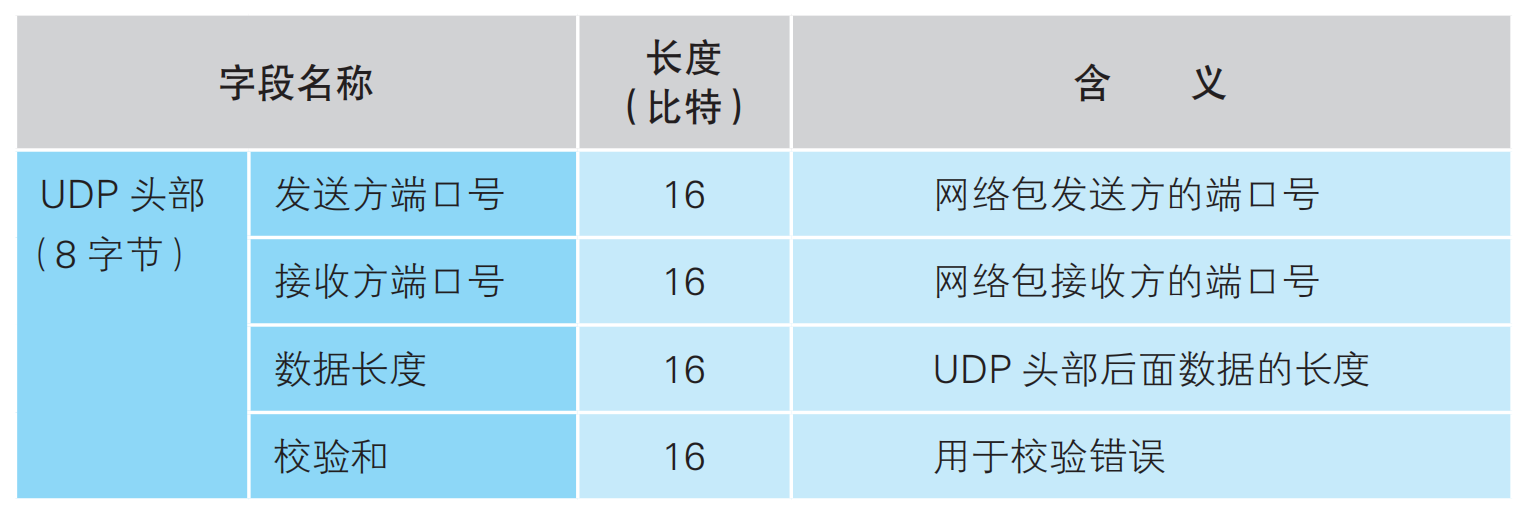 字段名称 长度 含 义
(比特)
UDP 头部 发送方端口号 16 网络包发送方的端口号
(8 字节) 接收方端口号 16 网络包接收方的端口号
数据长度 16 UDP 头部后面数据的长度
校验和 16 用于校验错误